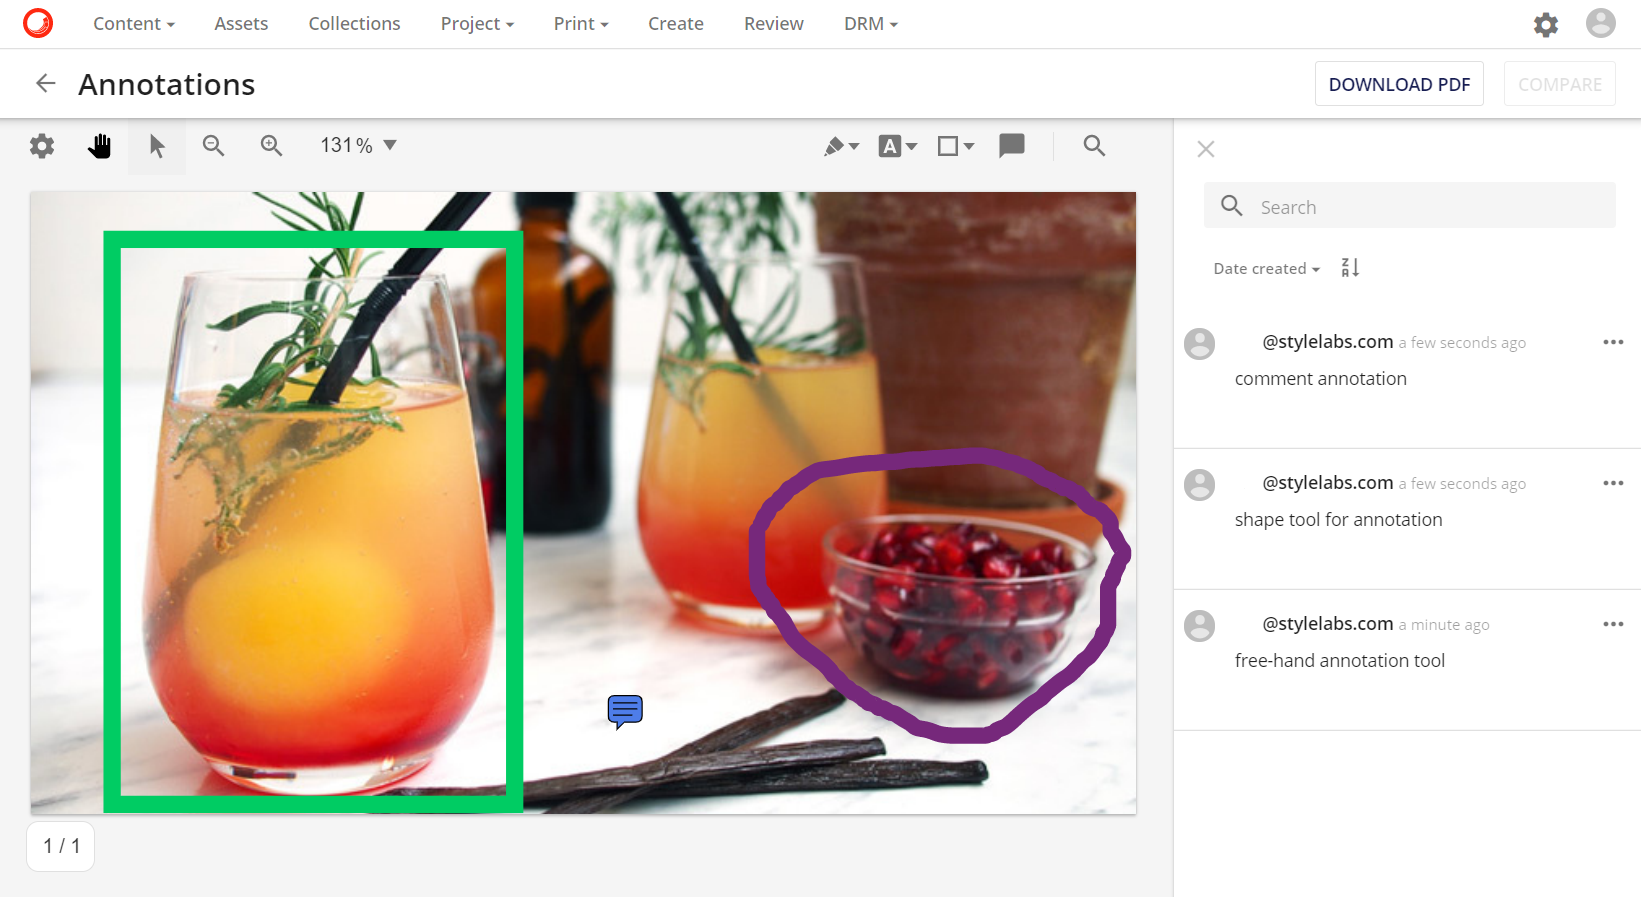 Content Assets Collections Project Print Create Review DRM
Annotations DOWNLOAD PDF COMPARE
131 % A
Search
Date created Z A
@stylelabs.com a few seconds ago
comment annotation
@stylelabs.com a few seconds ago
shape tool for annotation
@stylelabs.com a minute ago
free-hand annotation tool
1 / 1